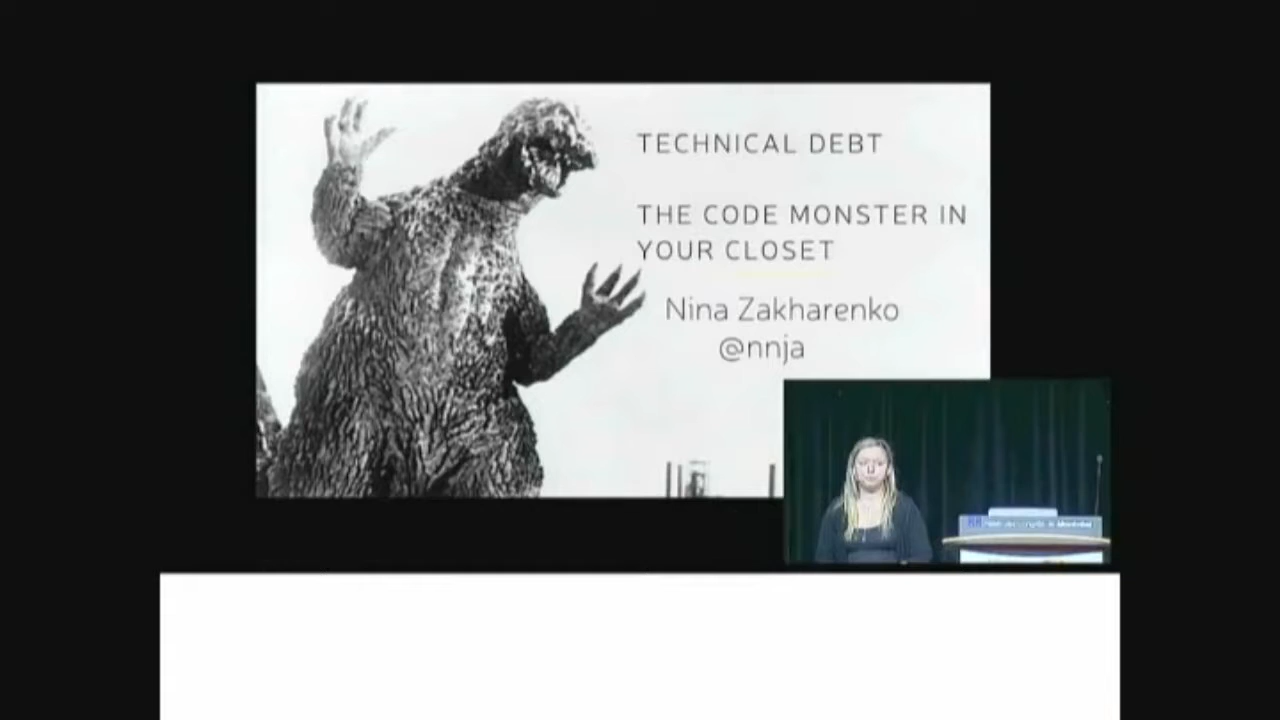 TECHNICAL DEBT
THE CODE MONSTER IN
YOUR CLOSET
Nina Zakharenko
@nnja